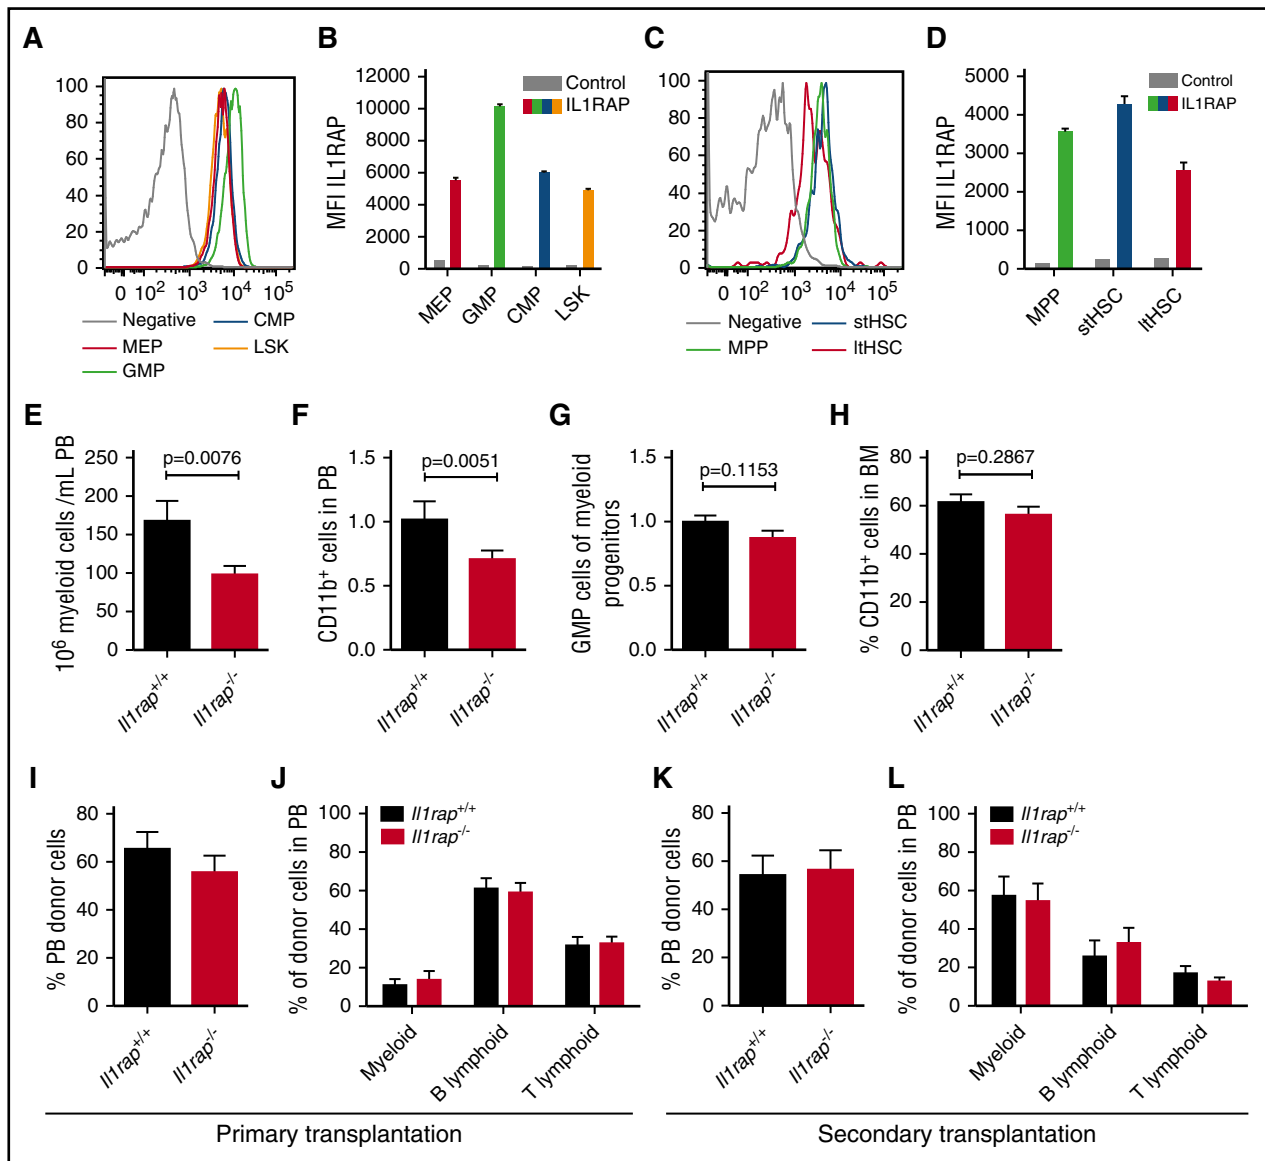 A
B
C
D
100
80
60
40
20
0
0 10² 10³ 10⁴ 10⁵
Negative
CMP
MEP
LSK
GMP
MFI IL1RAP
12000
10000
8000
6000
4000
2000
0
Control
IL1RAP
MEP
GMP
CMP
LSK
100
80
60
40
20
0
0 10² 10³ 10⁴ 10⁵
Negative
stHSC
MPP
ltHSC
MFI IL1RAP
5000
4000
3000
2000
1000
0
Control
IL1RAP
MPP
stHSC
ltHSC
E
F
G
H
10⁶ myeloid cells /mL PB
250
200
150
100
50
0
p=0.0076
Il1rap+/+
Il1rap-/-
CD11b⁺ cells in PB
1.5
1.0
0.5
0.0
p=0.0051
Il1rap+/+
Il1rap-/-
GMP cells of myeloid
progenitors
1.5
1.0
0.5
0.0
p=0.1153
Il1rap+/+
Il1rap-/-
% CD11b⁺ cells in BM
80
60
40
20
0
p=0.2867
Il1rap+/+
Il1rap-/-
I
J
K
L
% PB donor cells
80
60
40
20
0
Il1rap+/+
Il1rap-/-
% of donor cells in PB
100
80
60
40
20
0
Il1rap+/+
Il1rap-/-
Myeloid
B lymphoid
T lymphoid
% PB donor cells
80
60
40
20
0
Il1rap+/+
Il1rap-/-
% of donor cells in PB
100
80
60
40
20
0
Il1rap+/+
Il1rap-/-
Myeloid
B lymphoid
T lymphoid
Primary transplantation
Secondary transplantation